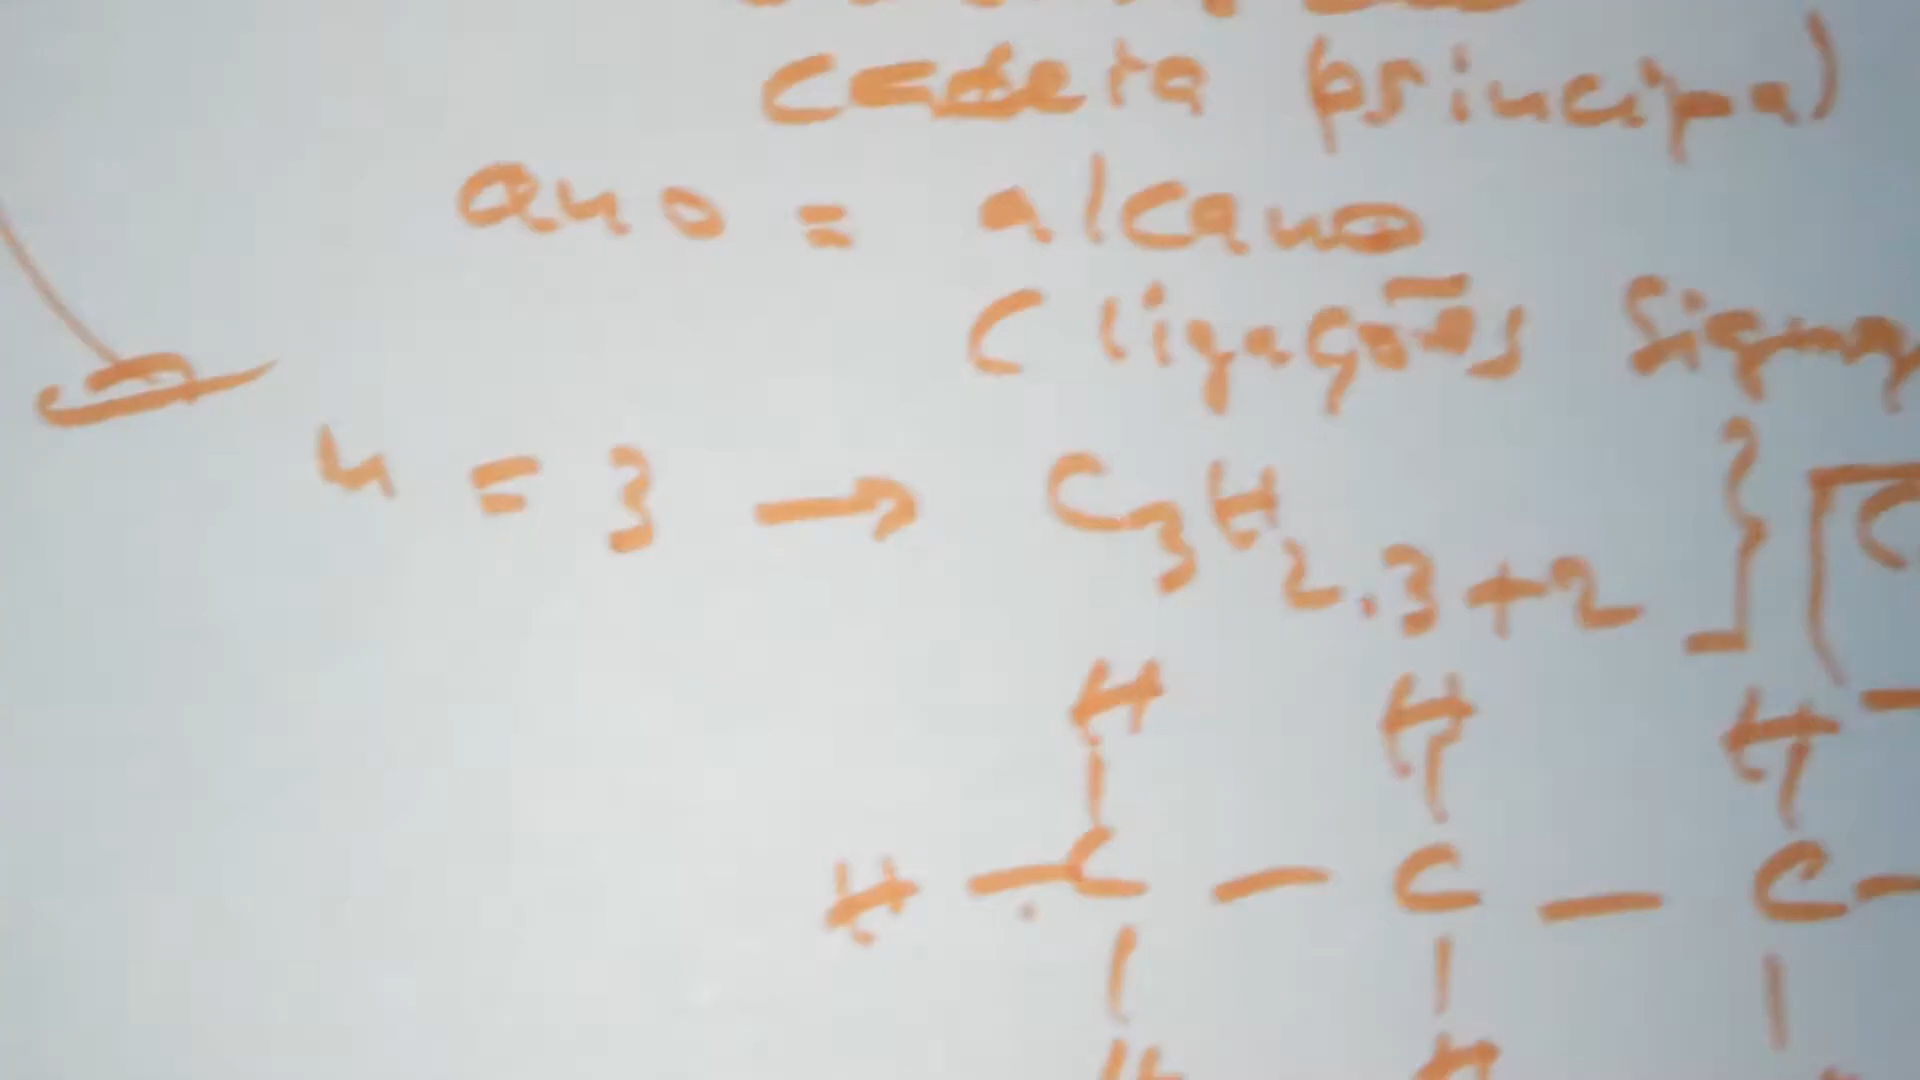 cadeia principal
ano = alcano
( ligações sigma
n = 3 → C₃H₂.₃₊₂ } [C
H H H
H - C - C - C -
H H